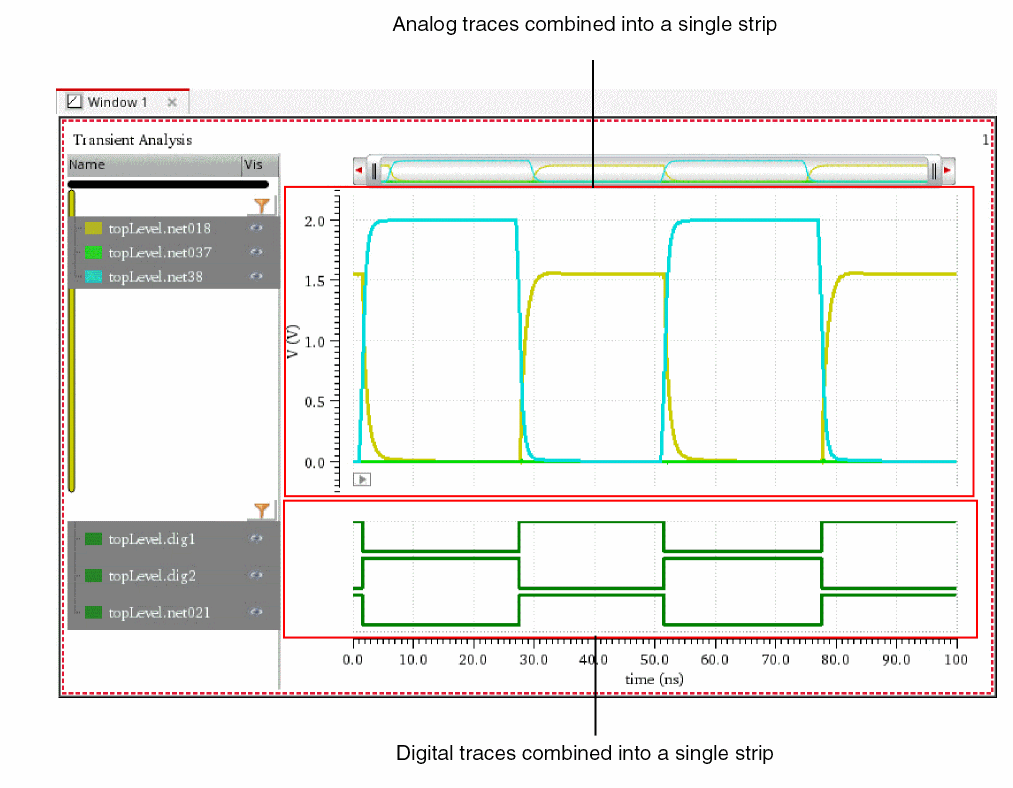 Analog traces combined into a single strip
Window 1
Transient Analysis
1
Name Vis
topLevel.net018
topLevel.net037
topLevel.net38
2.0
1.5
1.0
0.5
0.0
V (V)
topLevel.dig1
topLevel.dig2
topLevel.net021
0.0 10.0 20.0 30.0 40.0 50.0 60.0 70.0 80.0 90.0 100
time (ns)
Digital traces combined into a single strip